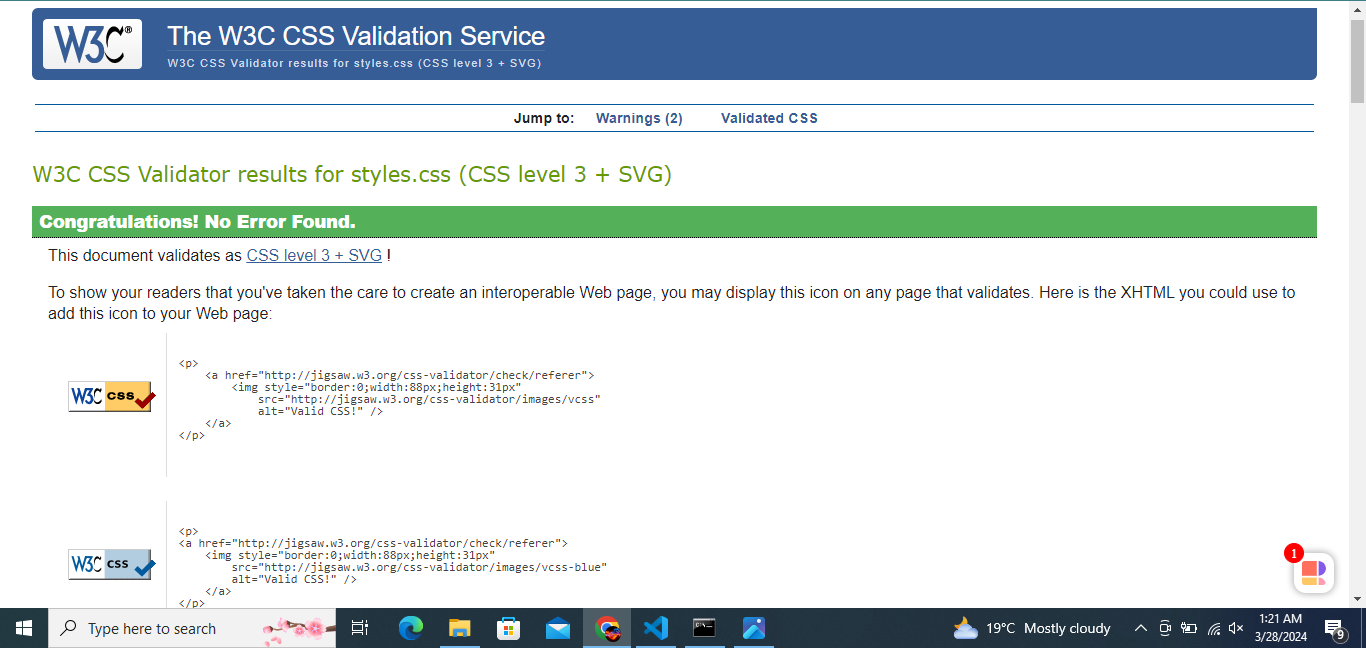 W3C®
The W3C CSS Validation Service
W3C CSS Validator results for styles.css (CSS level 3 + SVG)
Jump to: Warnings (2) Validated CSS
W3C CSS Validator results for styles.css (CSS level 3 + SVG)
Congratulations! No Error Found.
This document validates as CSS level 3 + SVG !
To show your readers that you've taken the care to create an interoperable Web page, you may display this icon on any page that validates. Here is the XHTML you could use to
add this icon to your Web page:
W3C CSS
<p>
<a href="http://jigsaw.w3.org/css-validator/check/referer">
<img style="border:0;width:88px;height:31px"
src="http://jigsaw.w3.org/css-validator/images/vcss"
alt="Valid CSS!" />
</a>
</p>
W3C CSS
<p>
<a href="http://jigsaw.w3.org/css-validator/check/referer">
<img style="border:0;width:88px;height:31px"
src="http://jigsaw.w3.org/css-validator/images/vcss-blue"
alt="Valid CSS!" />
</a>
</p>
1
Type here to search
19°C Mostly cloudy
1:21 AM
3/28/2024
9